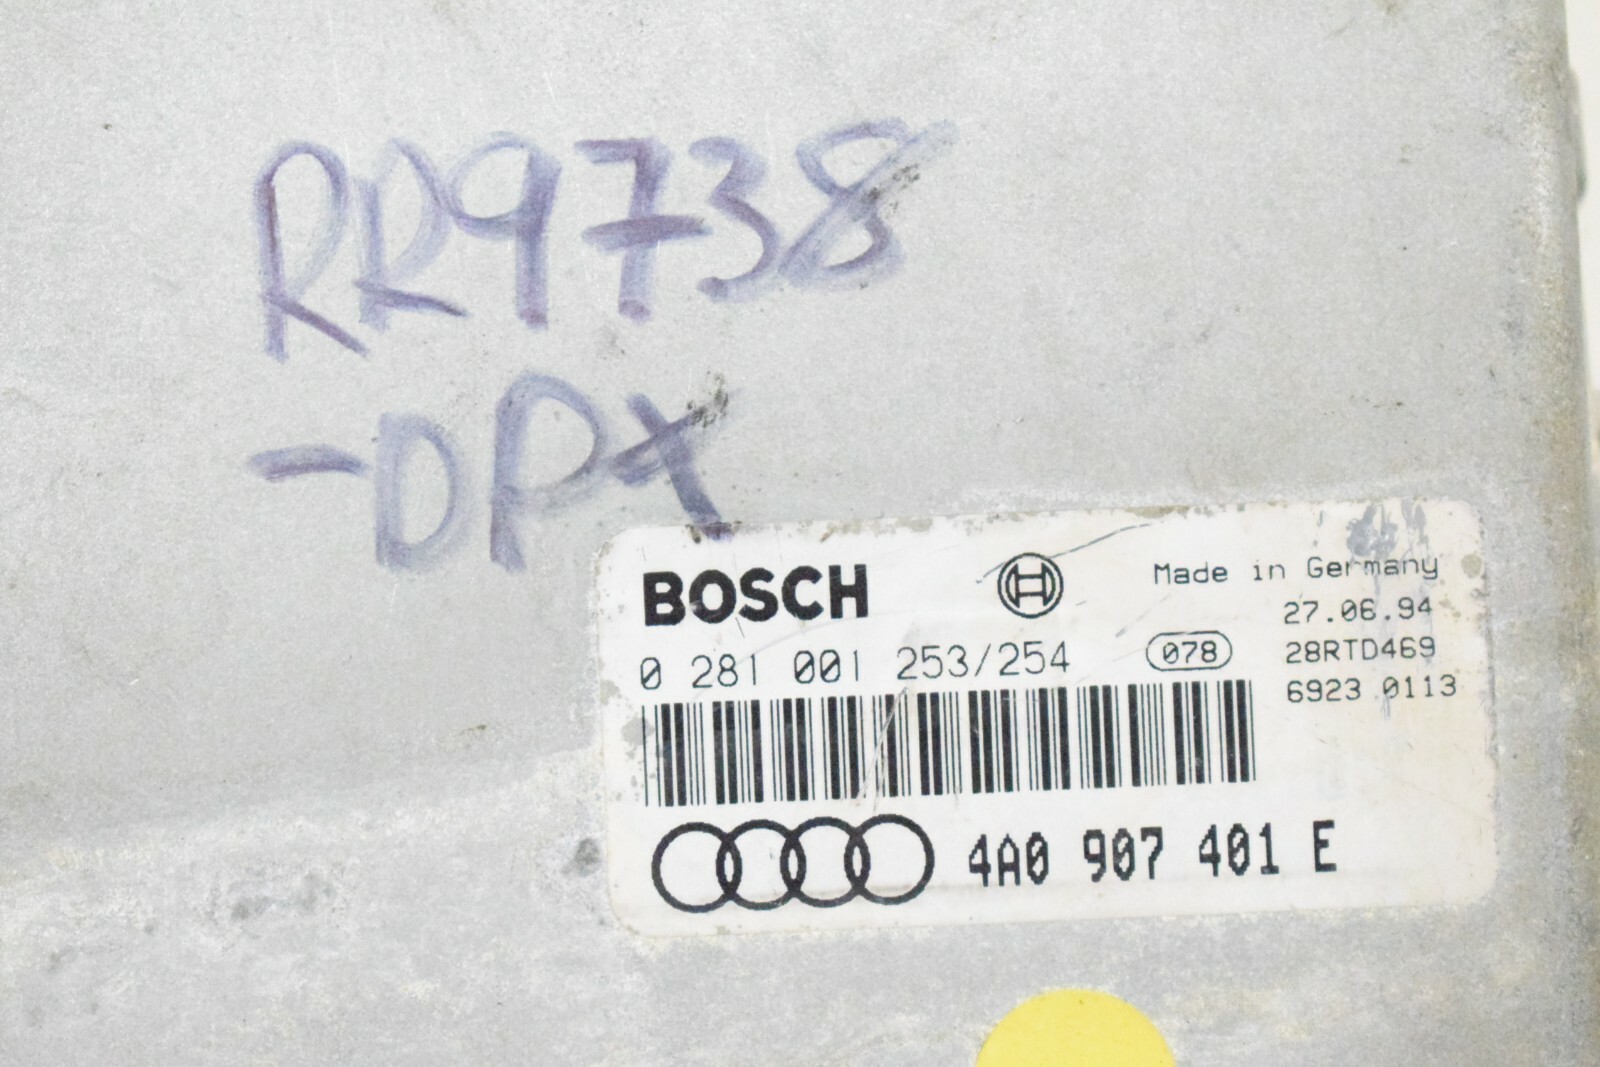 RR9738
-DPX
BOSCH
Made in Germany
27.06.94
0 281 001 253/254
078
28RTD469
6923 0113
4A0 907 401 E